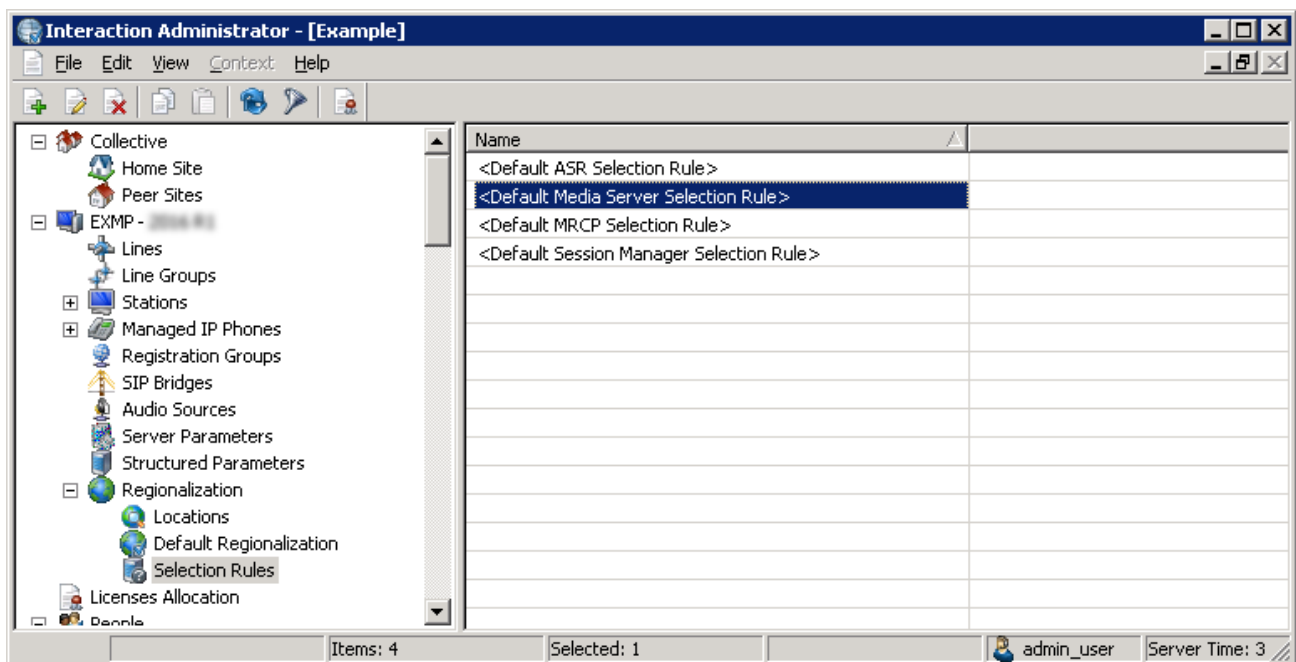 Interaction Administrator - [Example]
File Edit View Context Help
Collective
Home Site
Peer Sites
EXMP -
Lines
Line Groups
Stations
Managed IP Phones
Registration Groups
SIP Bridges
Audio Sources
Server Parameters
Structured Parameters
Regionalization
Locations
Default Regionalization
Selection Rules
Licenses Allocation
People
Name
<Default ASR Selection Rule>
<Default Media Server Selection Rule>
<Default MRCP Selection Rule>
<Default Session Manager Selection Rule>
Items: 4 Selected: 1 admin_user Server Time: 3